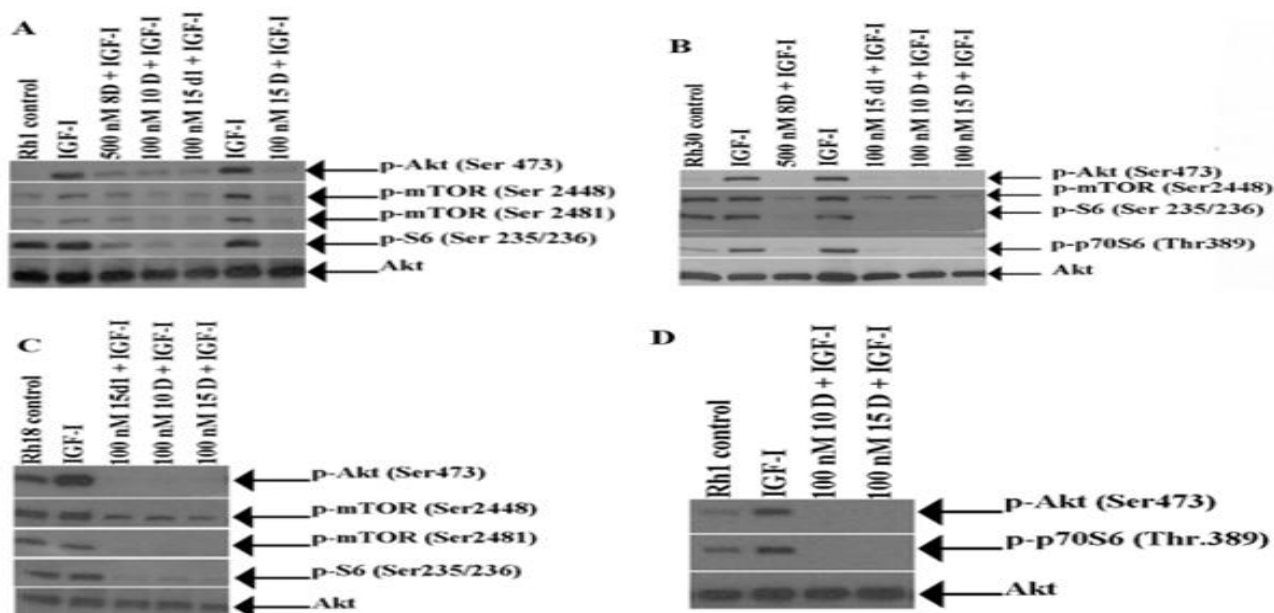 A
Rh1 control
IGF-I
500 nM 8D + IGF-I
100 nM 10 D + IGF-I
100 nM 15 d1 + IGF-I
IGF-I
100 nM 15 D + IGF-I
p-Akt (Ser 473)
p-mTOR (Ser 2448)
p-mTOR (Ser 2481)
p-S6 (Ser 235/236)
Akt
B
Rh30 control
IGF-I
500 nM 8D + IGF-I
IGF-I
100 nM 15 d1 + IGF-I
100 nM 10 D + IGF-I
100 nM 15 D + IGF-I
p-Akt (Ser473)
p-mTOR (Ser2448)
p-S6 (Ser 235/236)
p-p70S6 (Thr389)
Akt
C
Rh18 control
IGF-I
100 nM 15d1 + IGF-I
100 nM 10 D + IGF-I
100 nM 15 D + IGF-I
p-Akt (Ser473)
p-mTOR (Ser2448)
p-mTOR (Ser2481)
p-S6 (Ser235/236)
Akt
D
Rh1 control
IGF-I
100 nM 10 D + IGF-I
100 nM 15 D + IGF-I
p-Akt (Ser473)
p-p70S6 (Thr.389)
Akt